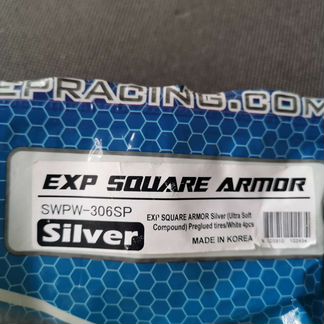 EPRACING.COM
EXP SQUARE ARMOR
SWPW-306SP
Silver
EXP SQUARE ARMOR Silver (Ultra Soft
Compound) Preglued tires/White 4pcs
MADE IN KOREA